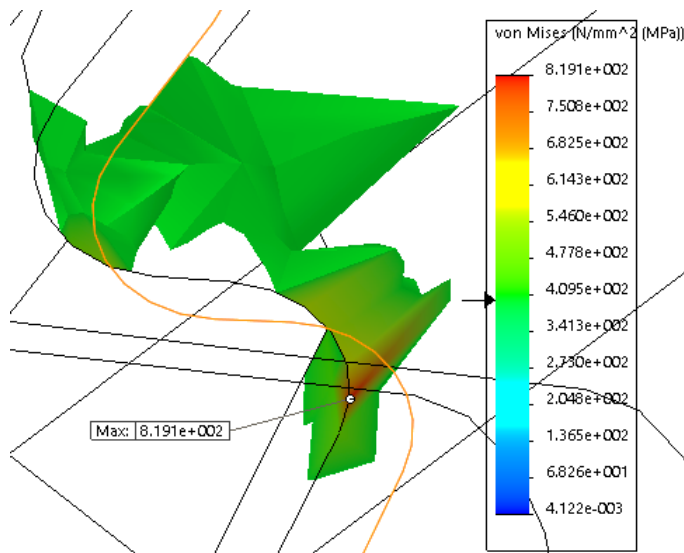 von Mises (N/mm^2 (MPa))
8.191e+002
7.508e+002
6.825e+002
6.143e+002
5.460e+002
4.778e+002
4.095e+002
3.413e+002
2.730e+002
2.048e+002
1.365e+002
6.826e+001
4.122e-003
Max: 8.191e+002